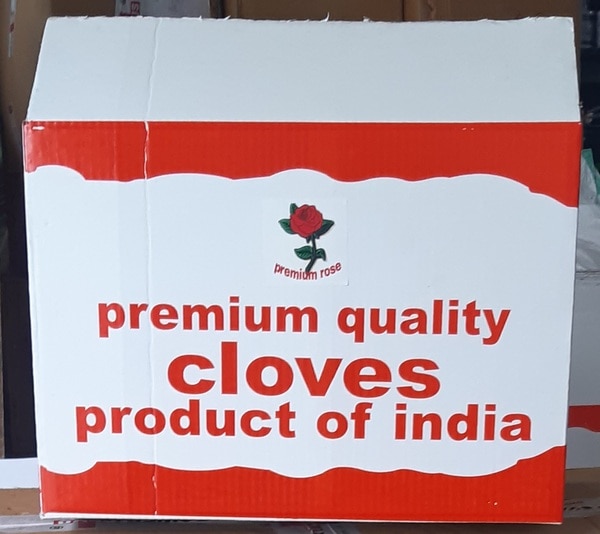 premium rose
premium quality
cloves
product of india